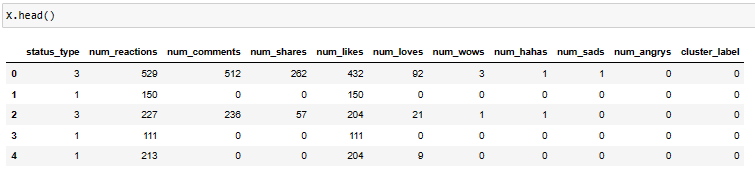 X.head()
status_type num_reactions num_comments num_shares num_likes num_loves num_wows num_hahas num_sads num_angrys cluster_label
0 3 529 512 262 432 92 3 1 1 0 0
1 1 150 0 0 150 0 0 0 0 0 0
2 3 227 236 57 204 21 1 1 0 0 0
3 1 111 0 0 111 0 0 0 0 0 0
4 1 213 0 0 204 9 0 0 0 0 0